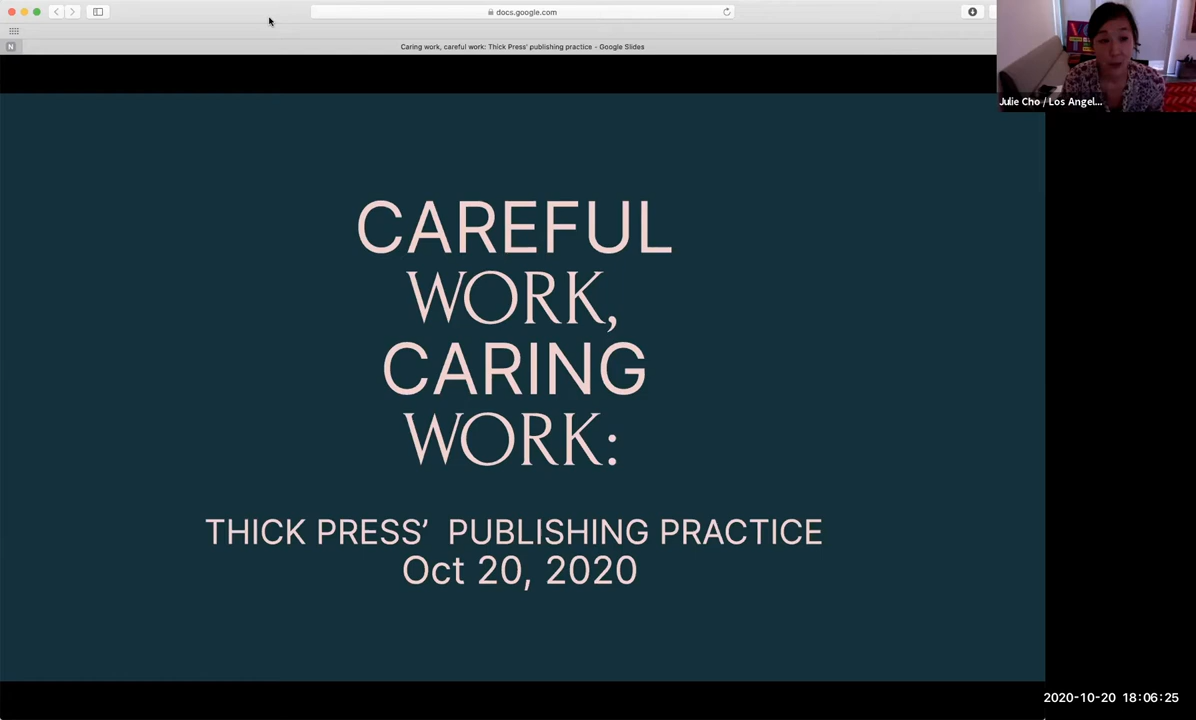 docs.google.com
N
Caring work, careful work: Thick Press' publishing practice - Google Slides
Julie Cho / Los Angel...
CAREFUL
WORK,
CARING
WORK:
THICK PRESS’ PUBLISHING PRACTICE
Oct 20, 2020
2020-10-20 18:06:25